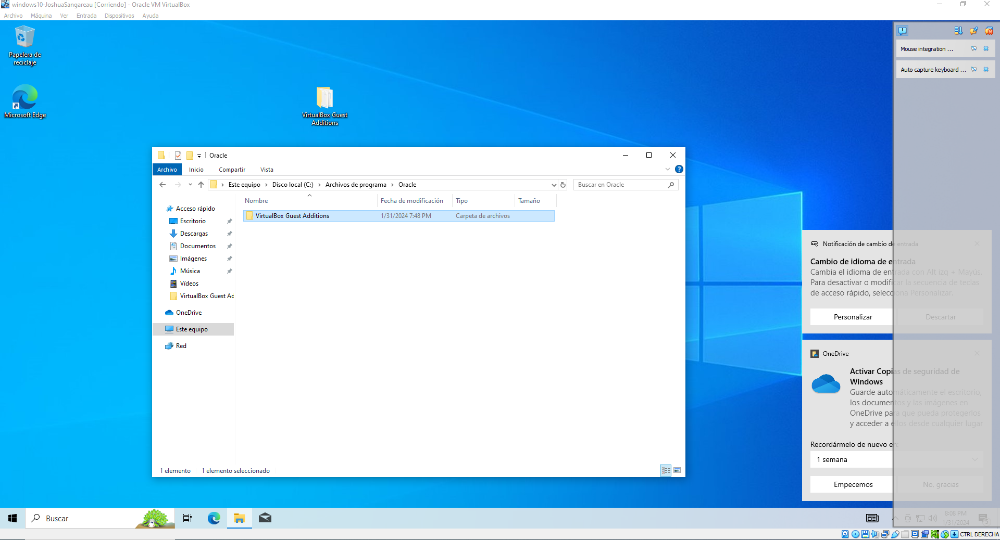 windows10-JoshuaSangareau [Corriendo] - Oracle VM VirtualBox
Archivo Máquina Ver Entrada Dispositivos Ayuda
Papelera de
reciclaje
Microsoft Edge
VirtualBox Guest
Additions
Mouse integration ...
Auto capture keyboard ...
Oracle
Archivo Inicio Compartir Vista
Este equipo Disco local (C:) Archivos de programa Oracle
Buscar en Oracle
Nombre Fecha de modificación Tipo Tamaño
VirtualBox Guest Additions 1/31/2024 7:48 PM Carpeta de archivos
Acceso rápido
Escritorio
Descargas
Documentos
Imágenes
Música
Vídeos
VirtualBox Guest Ad
OneDrive
Este equipo
Red
1 elemento 1 elemento seleccionado
Notificación de cambio de entrada
Cambio de idioma de entrada
Cambia el idioma de entrada con Alt izq + Mayús.
Para desactivar o modificar la secuencia de teclas
de acceso rápido, selecciona Personalizar.
Personalizar Descartar
OneDrive
Activar Copias de seguridad de
Windows
Guarde automáticamente el escritorio,
los documentos y las imágenes en
OneDrive para que pueda protegerlos
y acceder a ellos desde cualquier lugar
Recordármelo de nuevo en:
1 semana
Empecemos No, gracias
Buscar
8:08 PM
1/31/2024
5
CTRL DERECHA